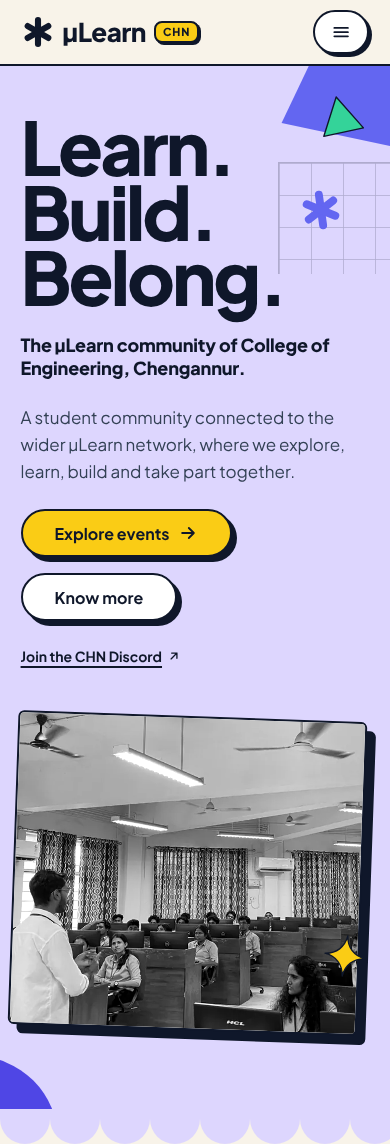 µLearn CHN
Learn.
Build.
Belong.
The µLearn community of College of
Engineering, Chengannur.
A student community connected to the
wider µLearn network, where we explore,
learn, build and take part together.
Explore events →
Know more
Join the CHN Discord ↗
HCL